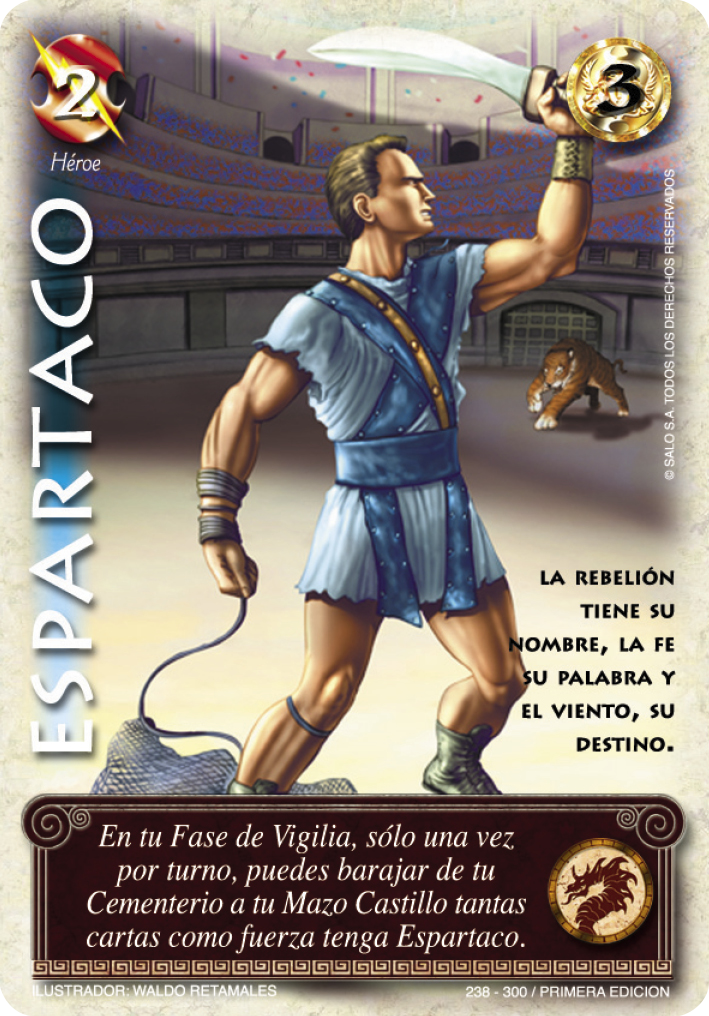 2
3
Héroe
ESPARTACO
© SALO S.A. TODOS LOS DERECHOS RESERVADOS
LA REBELIÓN
TIENE SU
NOMBRE, LA FE
SU PALABRA Y
EL VIENTO, SU
DESTINO.
En tu Fase de Vigilia, sólo una vez
por turno, puedes barajar de tu
Cementerio a tu Mazo Castillo tantas
cartas como fuerza tenga Espartaco.
ILUSTRADOR: WALDO RETAMALES
238 - 300 / PRIMERA EDICION